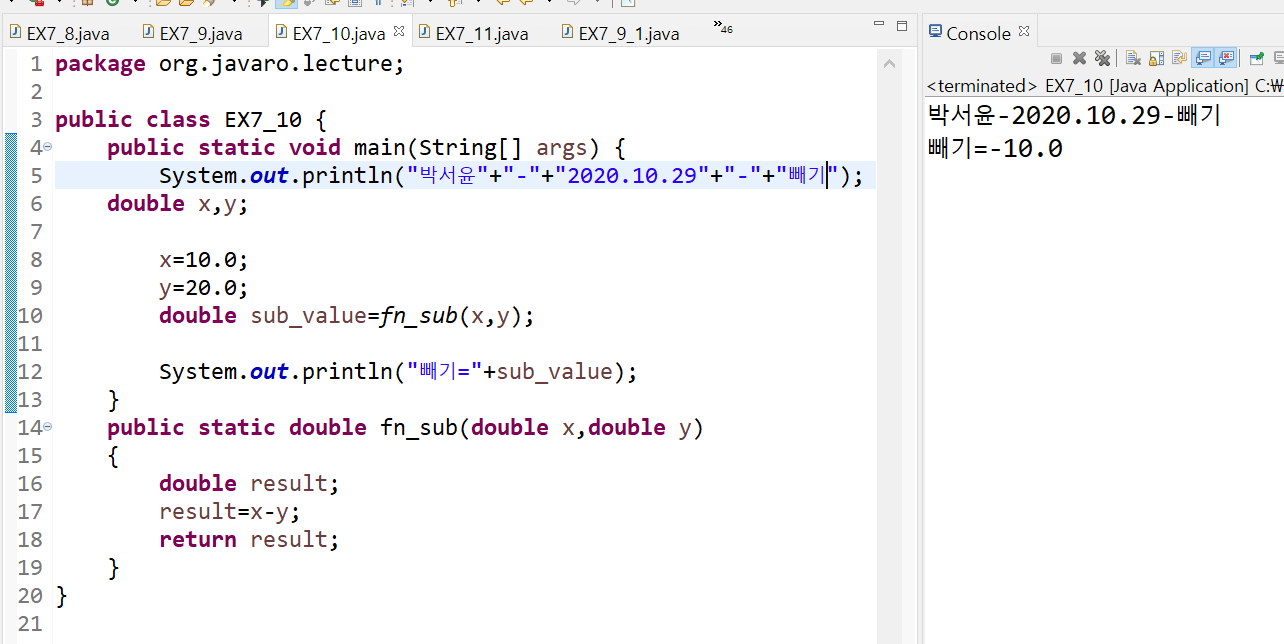 EX7_8.java EX7_9.java EX7_10.java EX7_11.java EX7_9_1.java »46
1 package org.javaro.lecture;
2
3 public class EX7_10 {
4 public static void main(String[] args) {
5 System.out.println("박서윤"+"-"+"2020.10.29"+"-"+"빼기");
6 double x,y;
7
8 x=10.0;
9 y=20.0;
10 double sub_value=fn_sub(x,y);
11
12 System.out.println("빼기="+sub_value);
13 }
14 public static double fn_sub(double x,double y)
15 {
16 double result;
17 result=x-y;
18 return result;
19 }
20 }
21
Console
<terminated> EX7_10 [Java Application] C:₩
박서윤-2020.10.29-빼기
빼기=-10.0